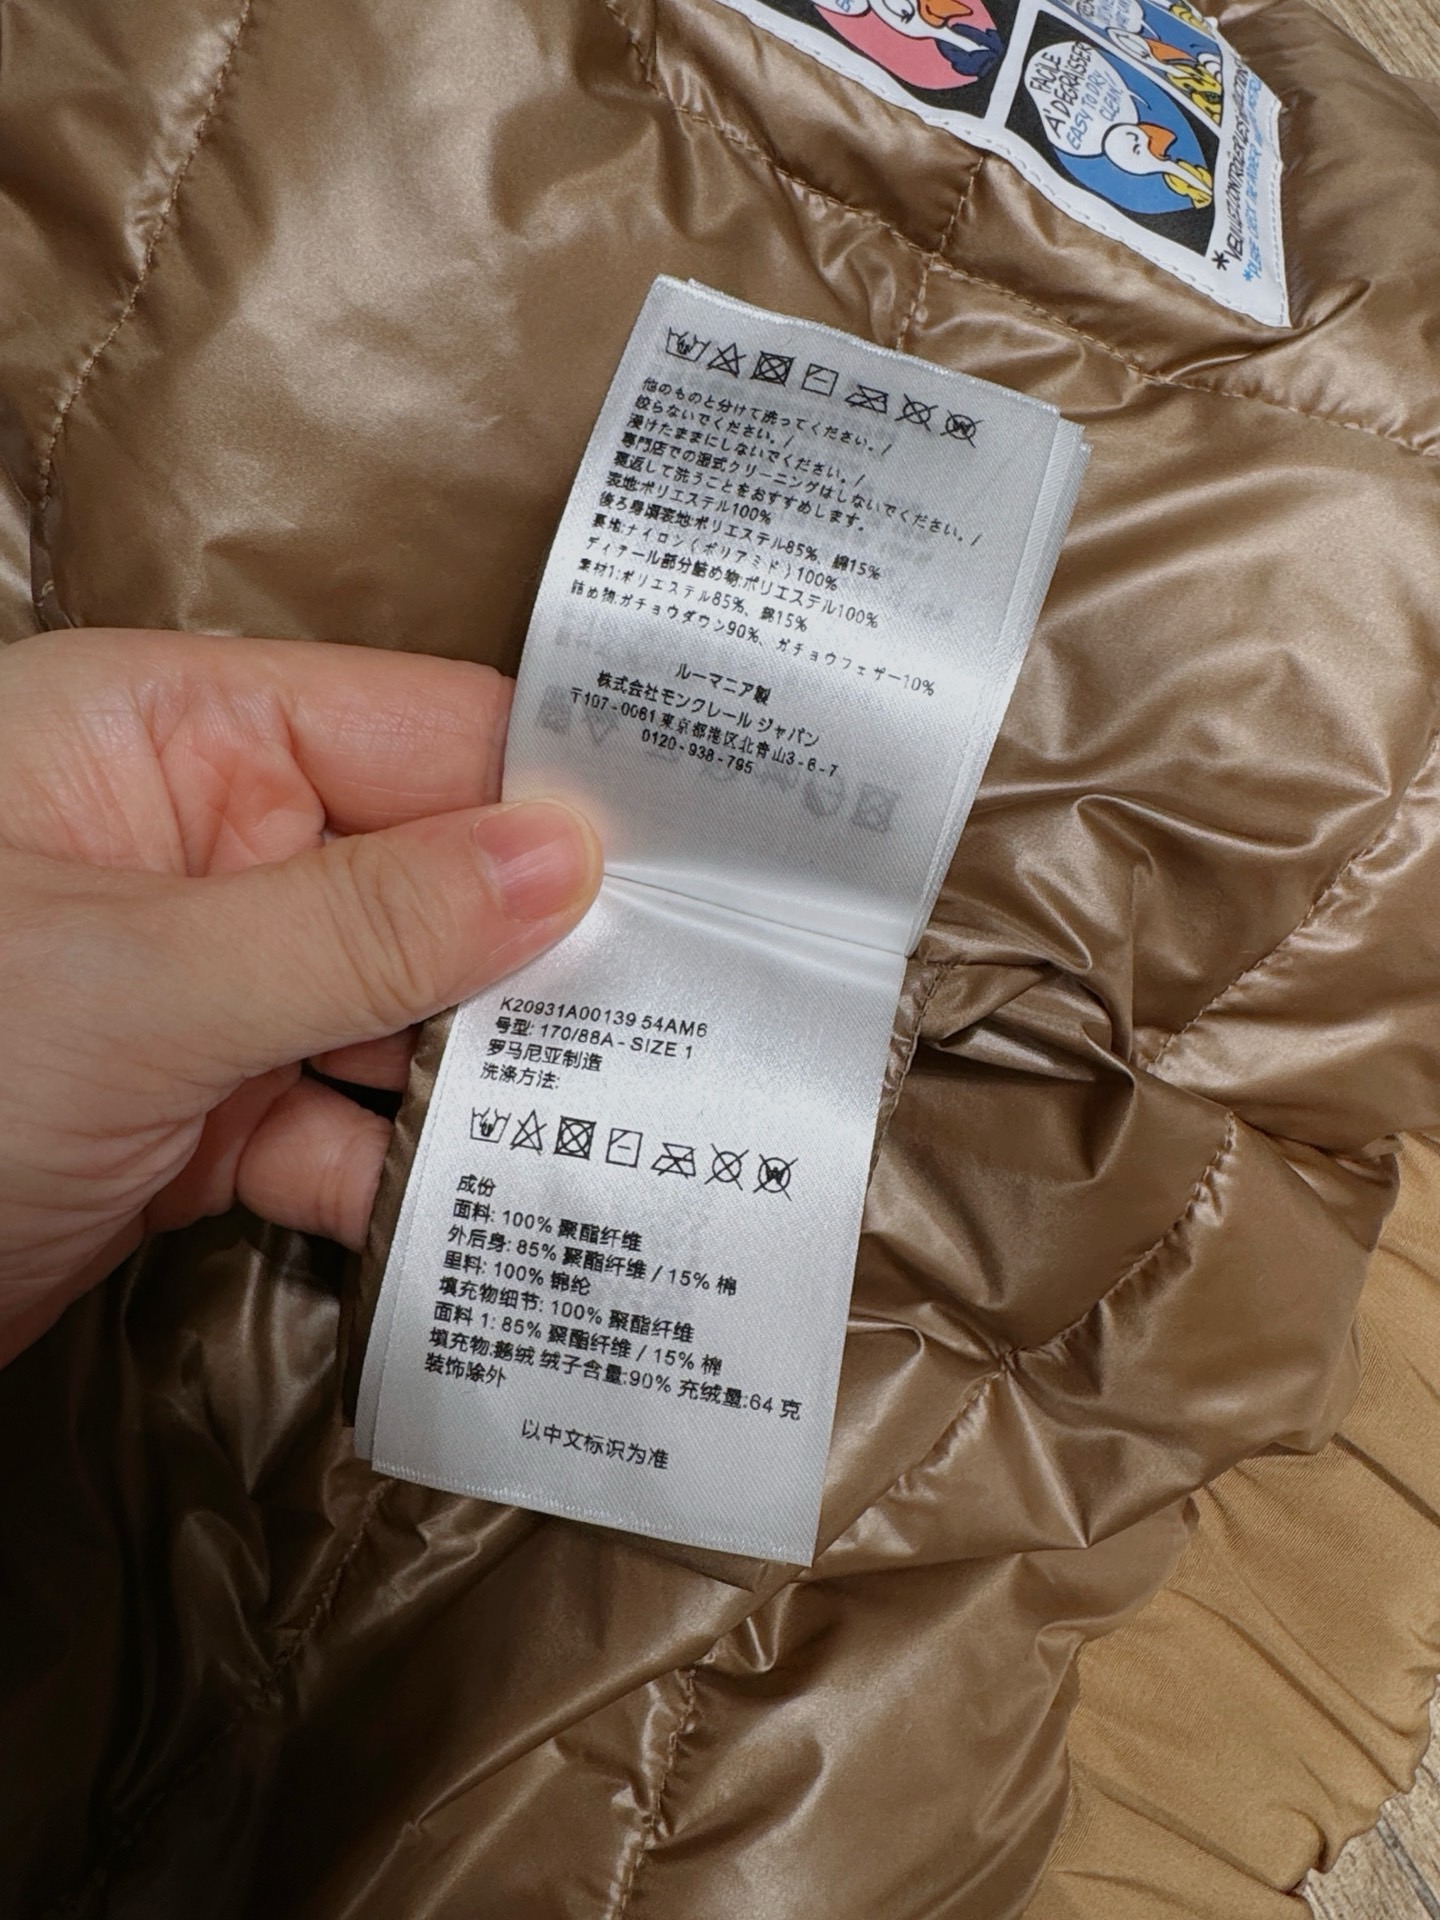 FACILE
A'DEGRAISSER
EASY TO DRY
CLEAN!
他のものと分けて洗ってください。/
絞らないでください。/
浸けたままにしないでください。/
専門店での湿式クリーニングはしないでください。/
裏返して洗うことをおすすめします。
表地:ポリエステル100%
後ろ身頃表地:ポリエステル85%、綿15%
裏地:ナイロン(ポリアミド)100%
ディテール部分詰め物:ポリエステル100%
素材1:ポリエステル85%、綿15%
詰め物:ガチョウダウン90%、ガチョウフェザー10%
ルーマニア製
株式会社モンクレール ジャパン
〒107-0061 東京都港区北青山3-6-7
0120-938-795
K20931A00139 54AM6
号型: 170/88A - SIZE 1
罗马尼亚制造
洗涤方法:
成份
面料: 100% 聚酯纤维
外后身: 85% 聚酯纤维 / 15% 棉
里料: 100% 锦纶
填充物细节: 100% 聚酯纤维
面料 1: 85% 聚酯纤维 / 15% 棉
填充物:鹅绒 绒子含量:90% 充绒量:64 克
装饰除外
以中文标识为准